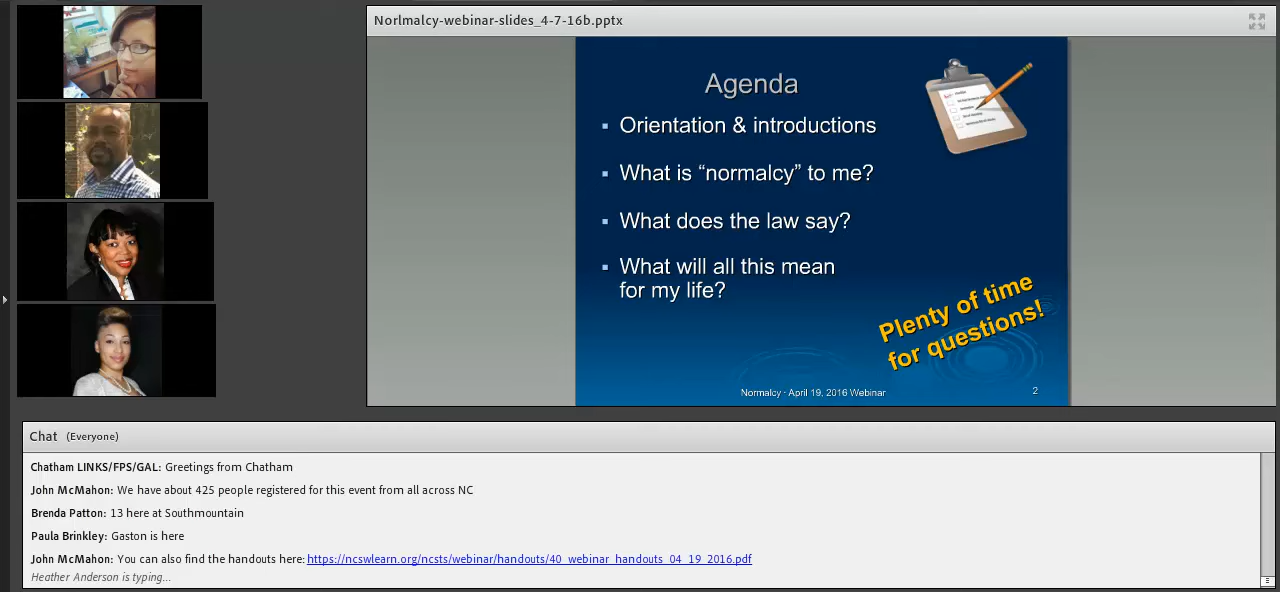 Norlmalcy-webinar-slides_4-7-16b.pptx
Agenda
Orientation & introductions
What is “normalcy” to me?
What does the law say?
What will all this mean
for my life?
Plenty of time
for questions!
Normalcy · April 19, 2016 Webinar
2
Chat (Everyone)
Chatham LINKS/FPS/GAL: Greetings from Chatham
John McMahon: We have about 425 people registered for this event from all across NC
Brenda Patton: 13 here at Southmountain
Paula Brinkley: Gaston is here
John McMahon: You can also find the handouts here: https://ncswlearn.org/ncsts/webinar/handouts/40_webinar_handouts_04_19_2016.pdf
Heather Anderson is typing...